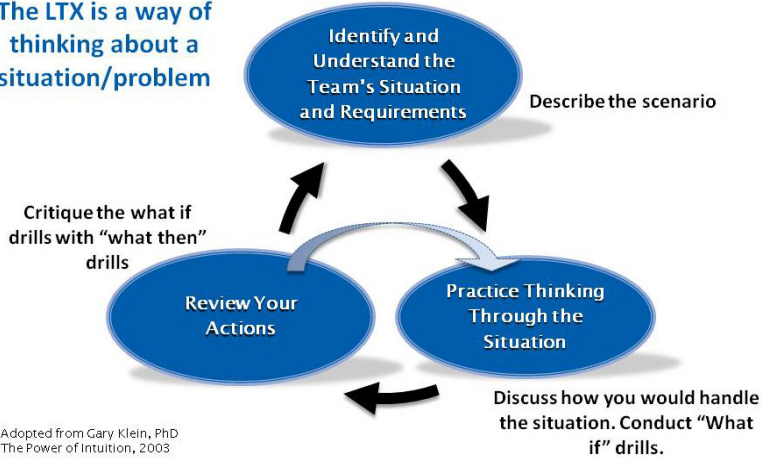 The LTX is a way of
thinking about a
situation/problem
Identify and
Understand the
Team's Situation
and Requirements
Describe the scenario
Critique the what if
drills with “what then”
drills
Review Your
Actions
Practice Thinking
Through the
Situation
Discuss how you would handle
the situation. Conduct “What
if” drills.
Adopted from Gary Klein, PhD
The Power of Intuition, 2003